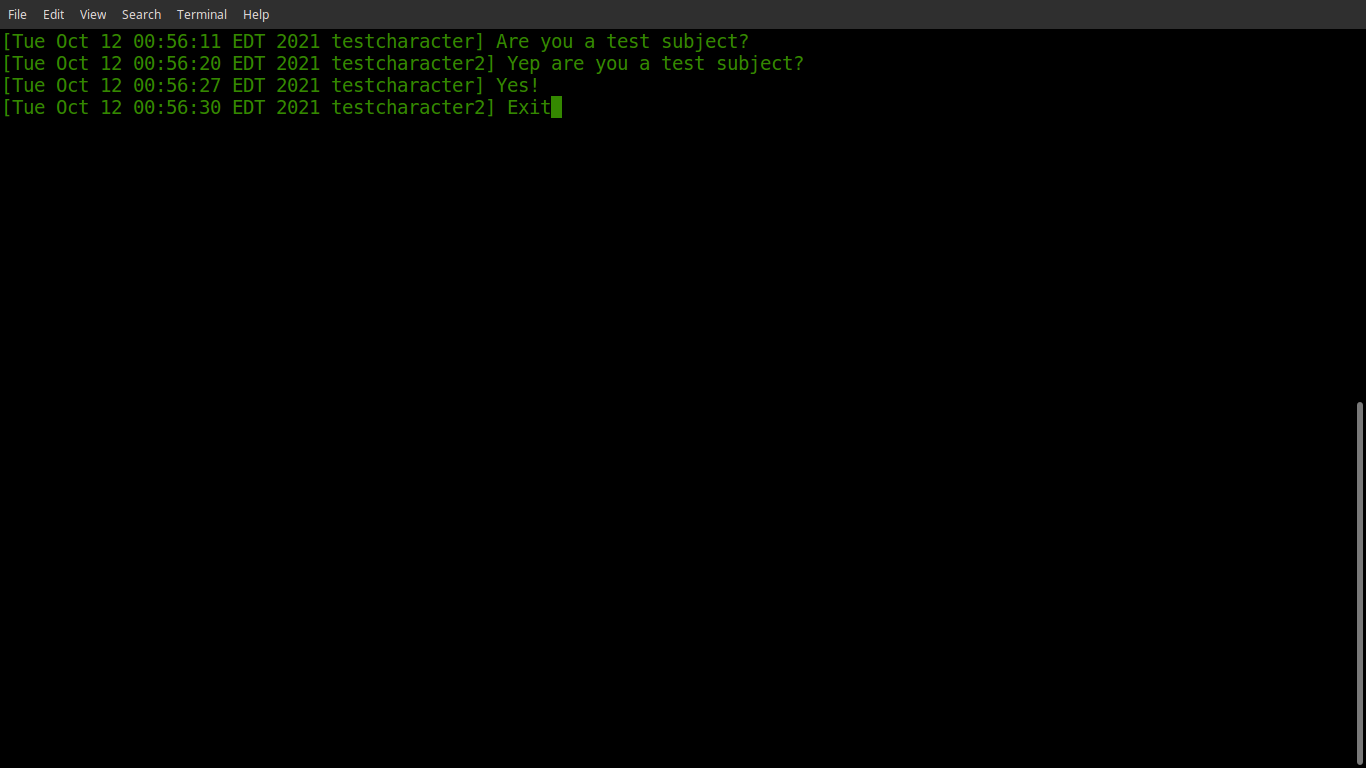 File Edit View Search Terminal Help
[Tue Oct 12 00:56:11 EDT 2021 testcharacter] Are you a test subject?
[Tue Oct 12 00:56:20 EDT 2021 testcharacter2] Yep are you a test subject?
[Tue Oct 12 00:56:27 EDT 2021 testcharacter] Yes!
[Tue Oct 12 00:56:30 EDT 2021 testcharacter2] Exit